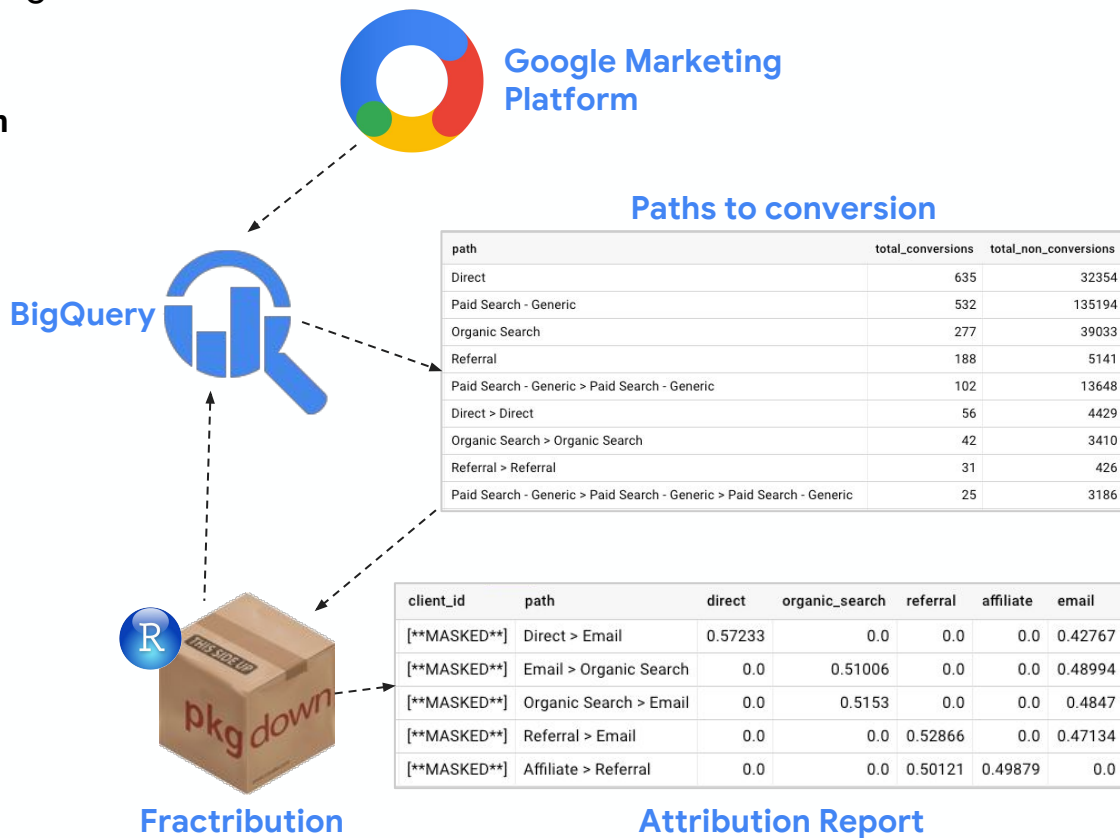 Google Marketing
Platform
Paths to conversion
path total_conversions total_non_conversions
Direct 635 32354
Paid Search - Generic 532 135194
Organic Search 277 39033
Referral 188 5141
Paid Search - Generic > Paid Search - Generic 102 13648
Direct > Direct 56 4429
Organic Search > Organic Search 42 3410
Referral > Referral 31 426
Paid Search - Generic > Paid Search - Generic > Paid Search - Generic 25 3186
BigQuery
client_id path direct organic_search referral affiliate email
[**MASKED**] Direct > Email 0.57233 0.0 0.0 0.0 0.42767
[**MASKED**] Email > Organic Search 0.0 0.51006 0.0 0.0 0.48994
[**MASKED**] Organic Search > Email 0.0 0.5153 0.0 0.0 0.4847
[**MASKED**] Referral > Email 0.0 0.0 0.52866 0.0 0.47134
[**MASKED**] Affiliate > Referral 0.0 0.0 0.50121 0.49879 0.0
R
THIS SIDE UP
pkgdown
Fractribution
Attribution Report